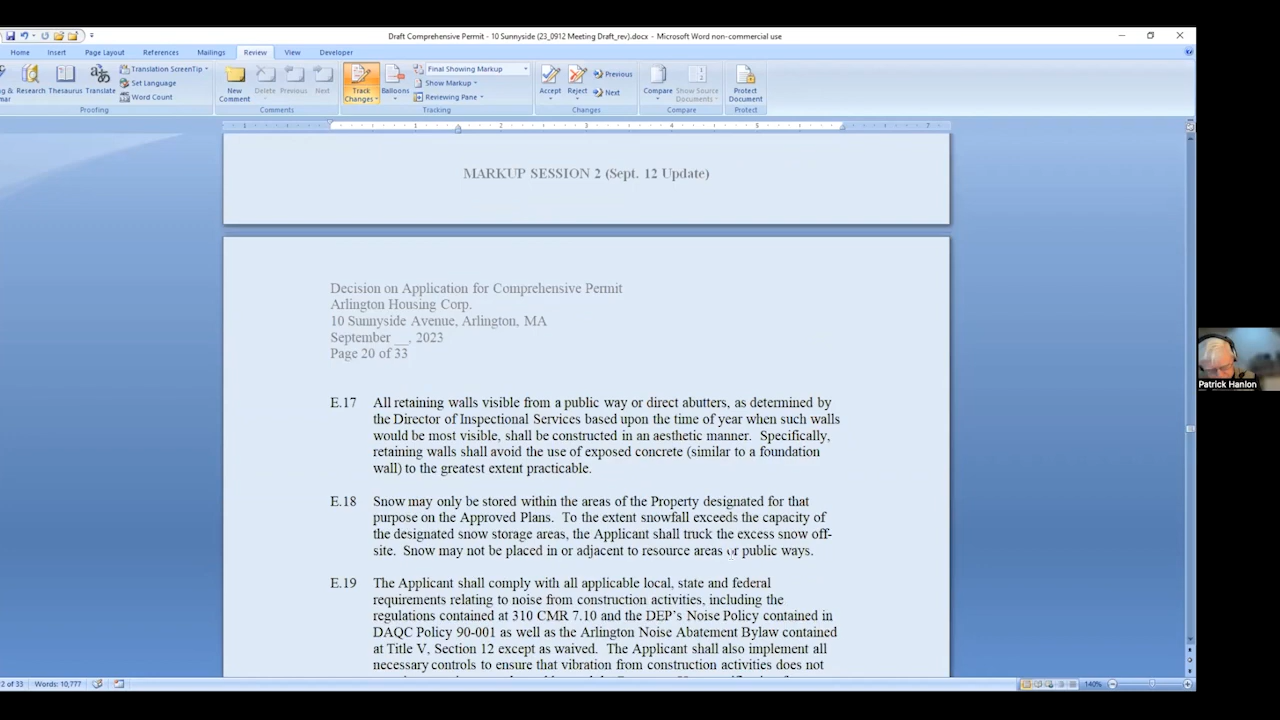 Draft Comprehensive Permit - 10 Sunnyside (23_0912 Meeting Draft_rev).docx - Microsoft Word non-commercial use
Home Insert Page Layout References Mailings Review View Developer
Research Thesaurus Translate
Translation ScreenTip
Set Language
Word Count
Proofing
New Comment
Delete Previous Next
Comments
Track Changes
Balloons
Final Showing Markup
Show Markup
Reviewing Pane
Tracking
Accept Reject
Previous
Next
Changes
Compare
Show Source Documents
Compare
Protect Document
Protect
MARKUP SESSION 2 (Sept. 12 Update)
Decision on Application for Comprehensive Permit
Arlington Housing Corp.
10 Sunnyside Avenue, Arlington, MA
September __, 2023
Page 20 of 33
E.17 All retaining walls visible from a public way or direct abutters, as determined by
the Director of Inspectional Services based upon the time of year when such walls
would be most visible, shall be constructed in an aesthetic manner. Specifically,
retaining walls shall avoid the use of exposed concrete (similar to a foundation
wall) to the greatest extent practicable.
E.18 Snow may only be stored within the areas of the Property designated for that
purpose on the Approved Plans. To the extent snowfall exceeds the capacity of
the designated snow storage areas, the Applicant shall truck the excess snow off-
site. Snow may not be placed in or adjacent to resource areas or public ways.
E.19 The Applicant shall comply with all applicable local, state and federal
requirements relating to noise from construction activities, including the
regulations contained at 310 CMR 7.10 and the DEP's Noise Policy contained in
DAQC Policy 90-001 as well as the Arlington Noise Abatement Bylaw contained
at Title V, Section 12 except as waived. The Applicant shall also implement all
necessary controls to ensure that vibration from construction activities does not
Patrick Hanlon
2 of 33 Words: 10,777
140%